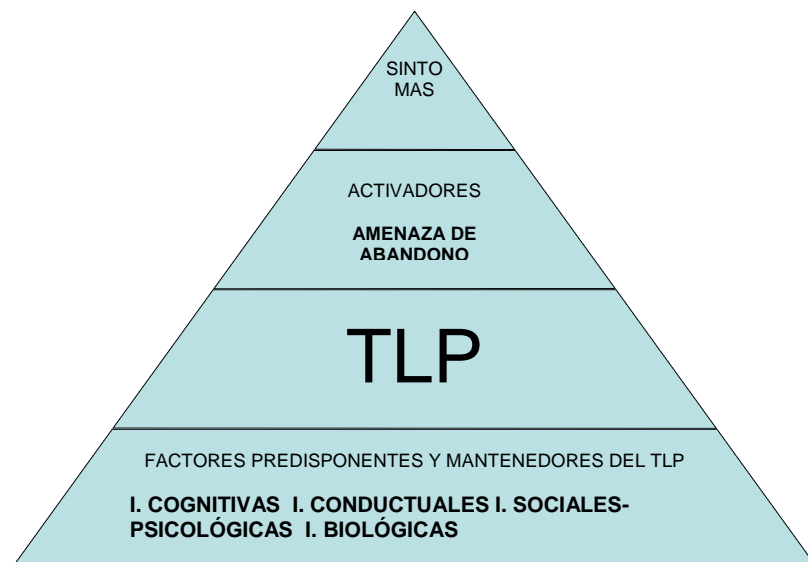 SINTO
MAS
ACTIVADORES
AMENAZA DE
ABANDONO
TLP
FACTORES PREDISPONENTES Y MANTENEDORES DEL TLP
I. COGNITIVAS I. CONDUCTUALES I. SOCIALES-
PSICOLÓGICAS I. BIOLÓGICAS